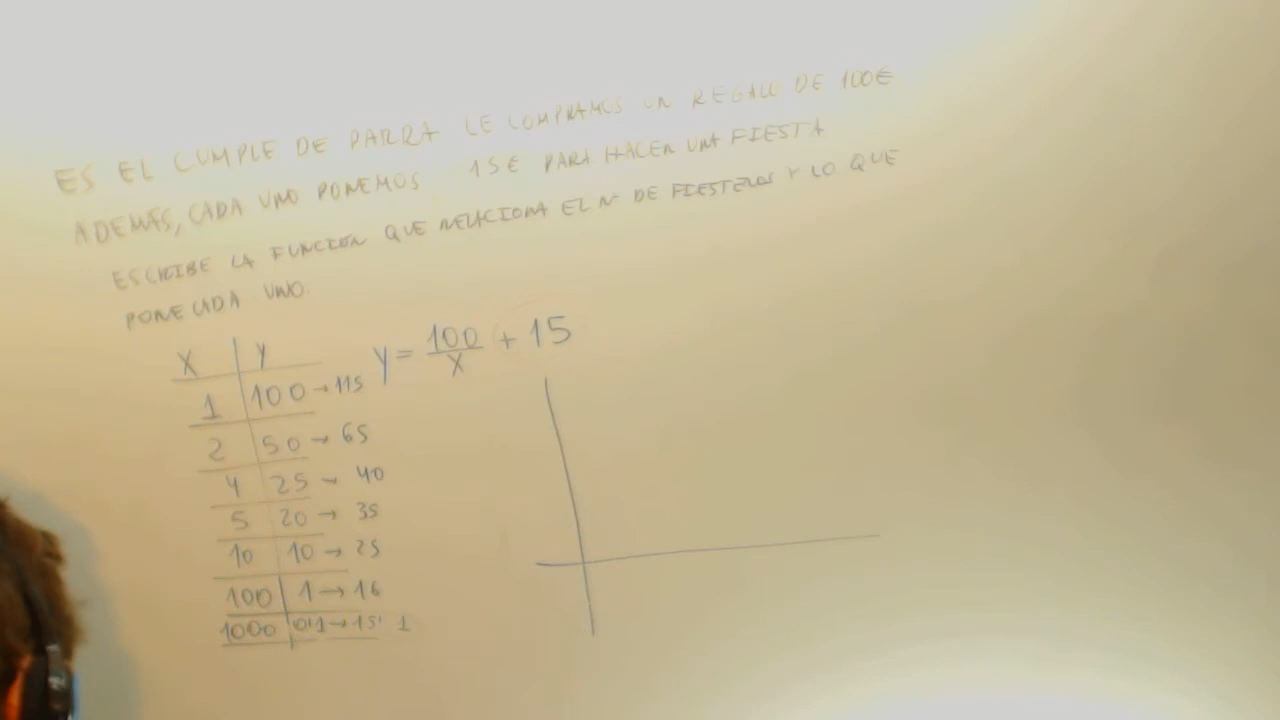 ES EL CUMPLE DE PARRA LE COMPRAMOS UN REGALO DE 100€
ADEMÁS, CADA UNO PONEMOS 15€ PARA HACER UNA FIESTA
ESCRIBE LA FUNCIÓN QUE RELACIONA EL Nº DE FIESTEROS Y LO QUE
PONE CADA UNO.
X | Y
y = 100/X + 15
1 | 100 → 115
2 | 50 → 65
4 | 25 → 40
5 | 20 → 35
10 | 10 → 25
100 | 1 → 16
1000 | 0'1 → 15'1